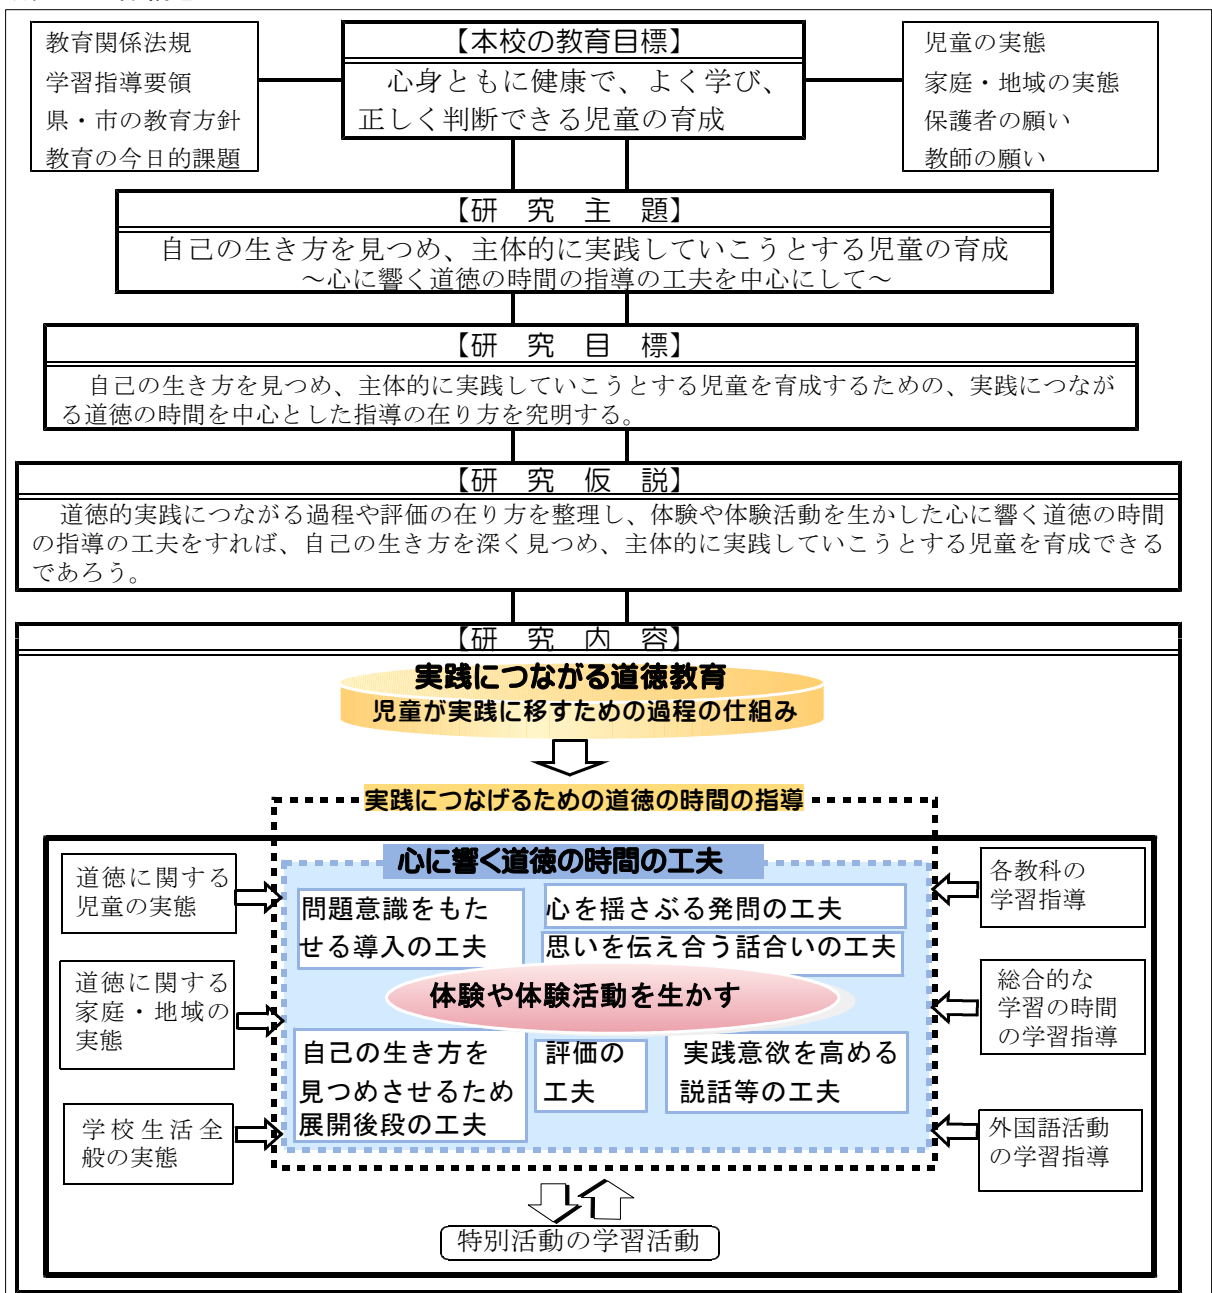 教育関係法規
学習指導要領
県・市の教育方針
教育の今日的課題
【本校の教育目標】
心身ともに健康で、よく学び、
正しく判断できる児童の育成
児童の実態
家庭・地域の実態
保護者の願い
教師の願い
【研　究　主　題】
自己の生き方を見つめ、主体的に実践していこうとする児童の育成
～心に響く道徳の時間の指導の工夫を中心にして～
【研　究　目　標】
自己の生き方を見つめ、主体的に実践していこうとする児童を育成するための、実践につなが
る道徳の時間を中心とした指導の在り方を究明する。
【研　究　仮　説】
道徳的実践につながる過程や評価の在り方を整理し、体験や体験活動を生かした心に響く道徳の時間
の指導の工夫をすれば、自己の生き方を深く見つめ、主体的に実践していこうとする児童を育成できる
であろう。
【研　究　内　容】
実践につながる道徳教育
児童が実践に移すための過程の仕組み
実践につなげるための道徳の時間の指導
心に響く道徳の時間の工夫
道徳に関する
児童の実態
道徳に関する
家庭・地域の
実態
学校生活全
般の実態
問題意識をもた
せる導入の工夫
心を揺さぶる発問の工夫
思いを伝え合う話合いの工夫
体験や体験活動を生かす
自己の生き方を
見つめさせるため
展開後段の工夫
評価の
工夫
実践意欲を高める
説話等の工夫
各教科の
学習指導
総合的な
学習の時間
の学習指導
外国語活動
の学習指導
特別活動の学習活動